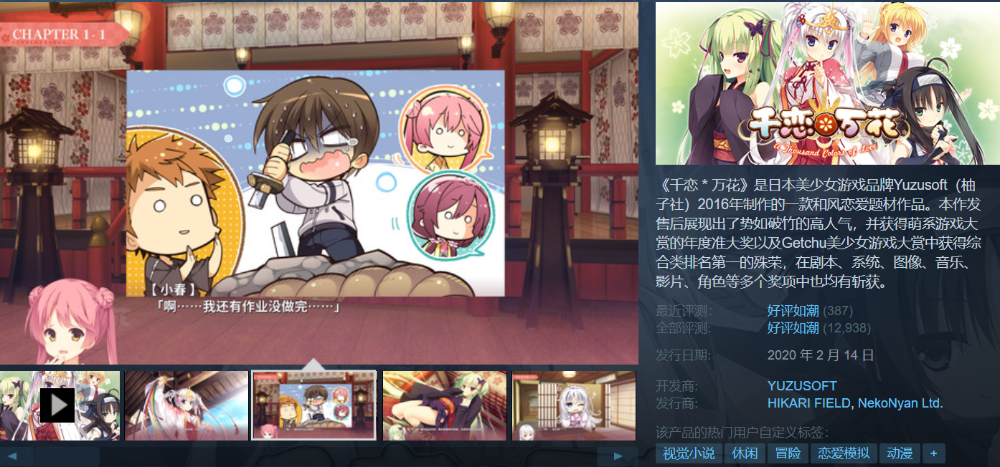 CHAPTER 1-1
【 小春 】
「啊……我还有作业没做完……」
千恋＊万花
A Thousand Colors of Love
《千恋 * 万花》是日本美少女游戏品牌Yuzusoft（柚
子社）2016年制作的一款和风恋爱题材作品。本作发
售后展现出了势如破竹的高人气，并获得萌系游戏大
赏的年度准大奖以及Getchu美少女游戏大赏中获得综
合类排名第一的殊荣，在剧本、系统、图像、音乐、
影片、角色等多个奖项中也均有斩获。
最近评测: 好评如潮 (387)
全部评测: 好评如潮 (12,938)
发行日期: 2020 年 2 月 14 日
开发商: YUZUSOFT
发行商: HIKARI FIELD, NekoNyan Ltd.
该产品的热门用户自定义标签:
视觉小说 休闲 冒险 恋爱模拟 动漫 +